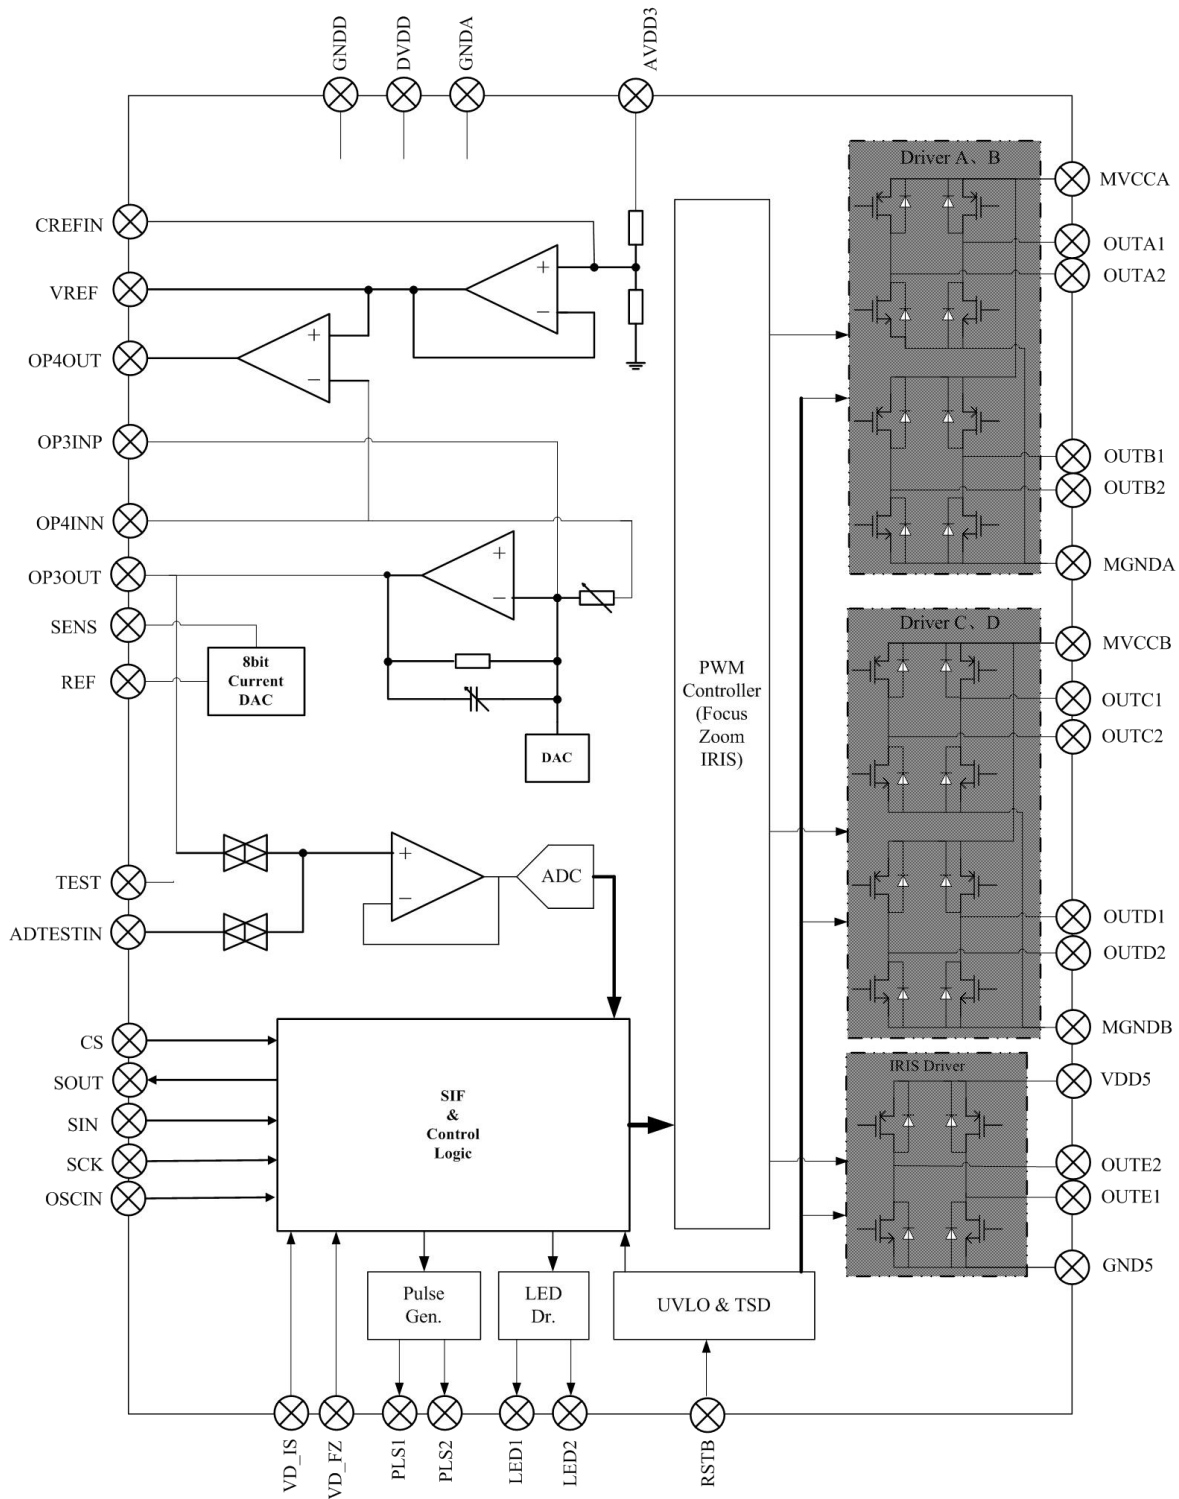 GNDD
DVDD
GNDA
AVDD3
CREFIN
VREF
OP4OUT
OP3INP
OP4INN
OP3OUT
SENS
REF
TEST
ADTESTIN
CS
SOUT
SIN
SCK
OSCIN
+
−
+
−
+
−
8bit
Current
DAC
DAC
+
−
ADC
SIF
&
Control
Logic
PWM
Controller
(Focus
Zoom
IRIS)
Pulse
Gen.
LED
Dr.
UVLO & TSD
Driver A、B
Driver C、D
IRIS Driver
MVCCA
OUTA1
OUTA2
OUTB1
OUTB2
MGNDA
MVCCB
OUTC1
OUTC2
OUTD1
OUTD2
MGNDB
VDD5
OUTE2
OUTE1
GND5
VD_IS
VD_FZ
PLS1
PLS2
LED1
LED2
RSTB